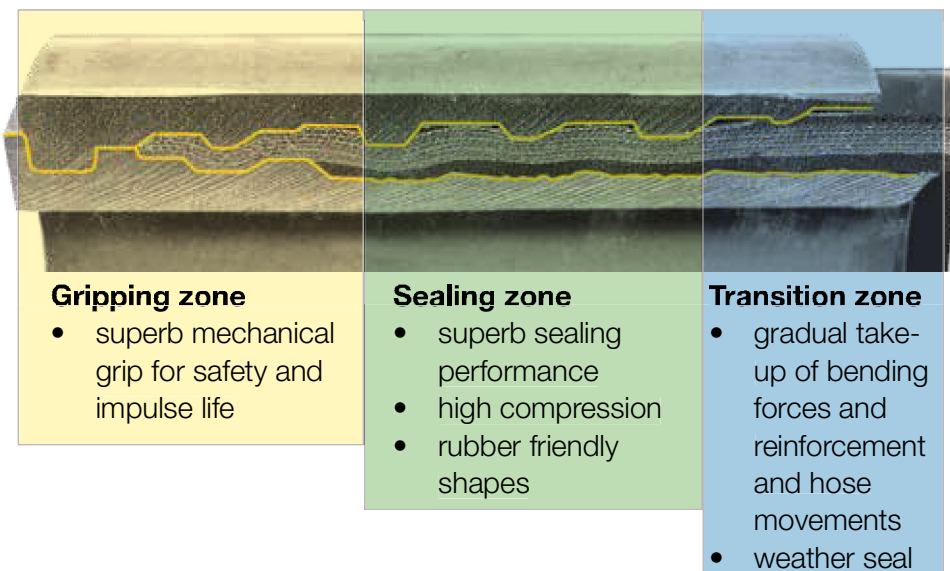 Gripping zone
• superb mechanical
grip for safety and
impulse life
Sealing zone
• superb sealing
performance
• high compression
• rubber friendly
shapes
Transition zone
• gradual take-
up of bending
forces and
reinforcement
and hose
movements
• weather seal